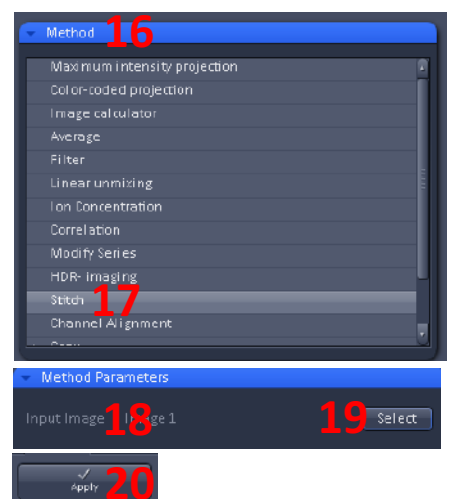 Method 16
Maximum intensity projection
Color-coded projection
Image calculator
Average
Filter
Linear unmixing
Ion Concentration
Correlation
Modify Series
HDR- imaging
Stitch 17
Channel Alignment
Method Parameters
Input Image 18 Image 1 19 Select
Apply 20